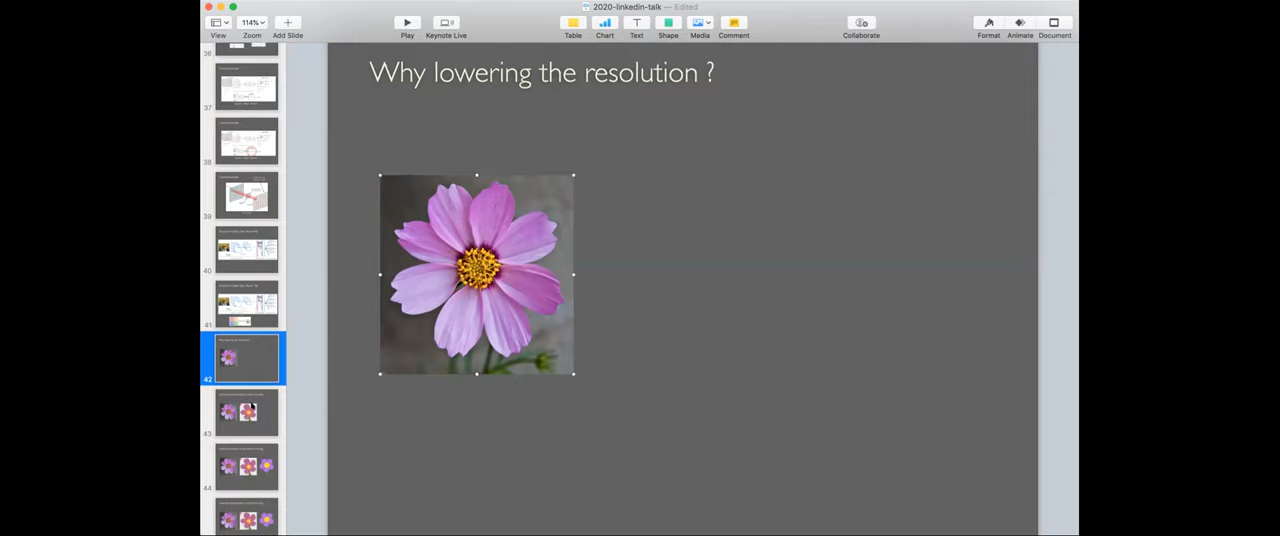 2020-linkedin-talk — Edited
114%
View
Zoom
Add Slide
Play
Keynote Live
Table
Chart
Text
Shape
Media
Comment
Collaborate
Format
Animate
Document
Why lowering the resolution ?
36
37
38
39
40
41
42
43
44